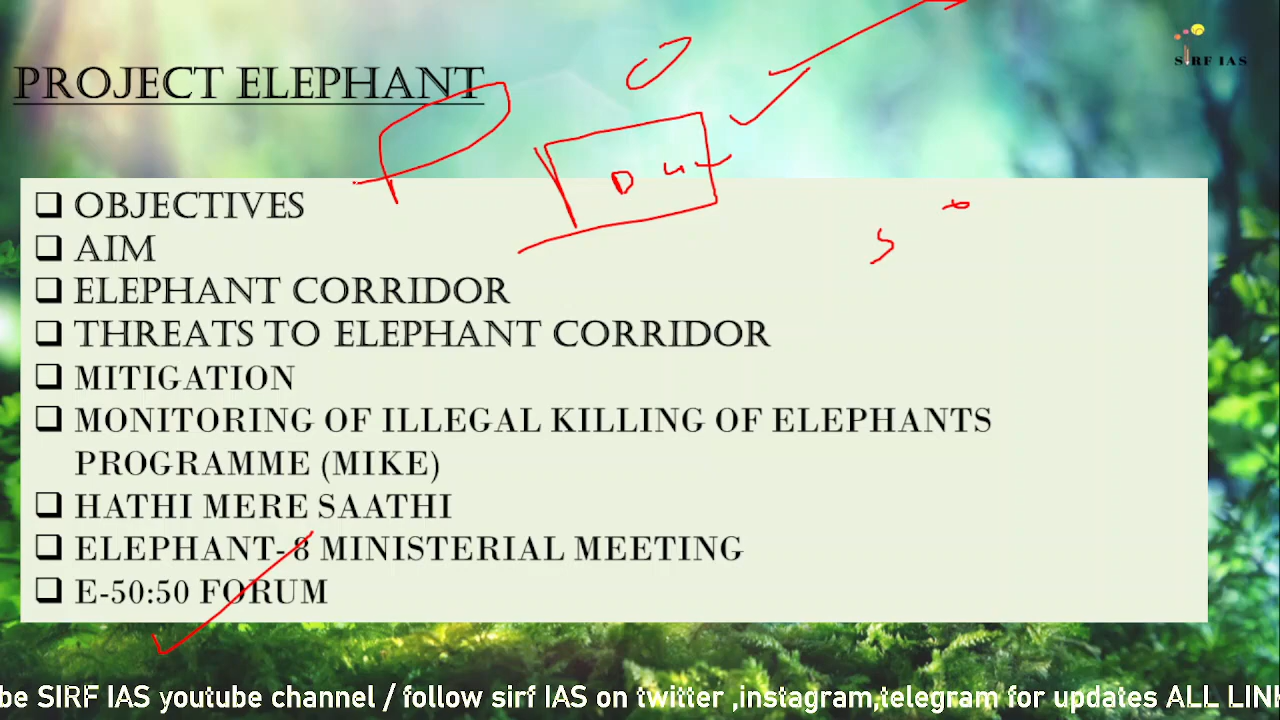 PROJECT ELEPHANT
SIRF IAS
OBJECTIVES
AIM
ELEPHANT CORRIDOR
THREATS TO ELEPHANT CORRIDOR
MITIGATION
MONITORING OF ILLEGAL KILLING OF ELEPHANTS
PROGRAMME (MIKE)
HATHI MERE SAATHI
ELEPHANT- 8 MINISTERIAL MEETING
E-50:50 FORUM
be SIRF IAS youtube channel / follow sirf IAS on twitter ,instagram,telegram for updates ALL LINK